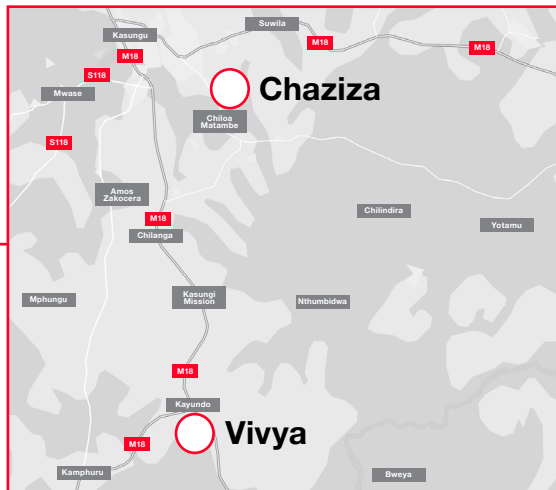 Suwila
Kasungu
M18
M18
M18
S118
Mwase
Chaziza
Chiloa
Matambe
S118
Amos
Zakocera
Chilindira
M18
Yotamu
Chilanga
Kasungi
Mission
Mphungu
Nthumbidwa
M18
Kayundo
Vivya
M18
Kamphuru
Bweya